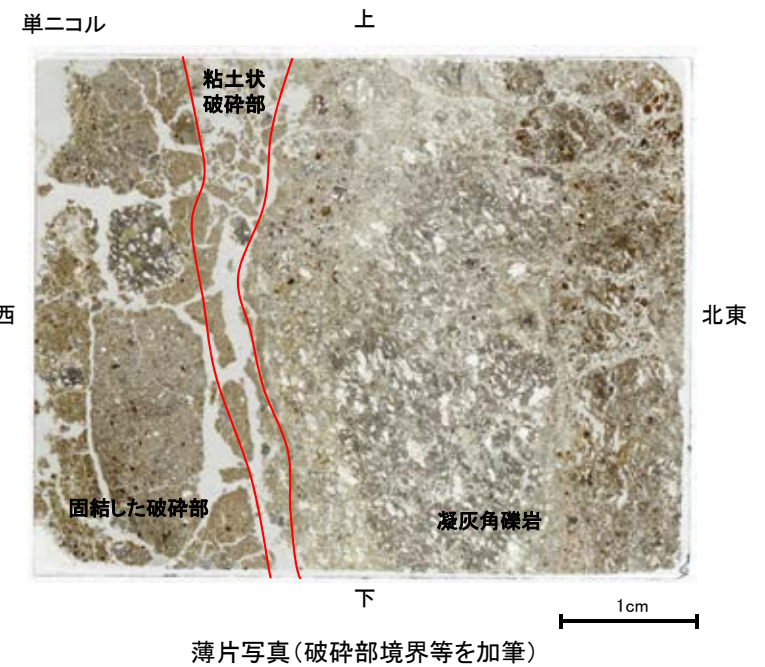 単ニコル
上
粘土状
破砕部
西
北東
固結した破砕部
凝灰角礫岩
下
1cm
薄片写真(破砕部境界等を加筆)